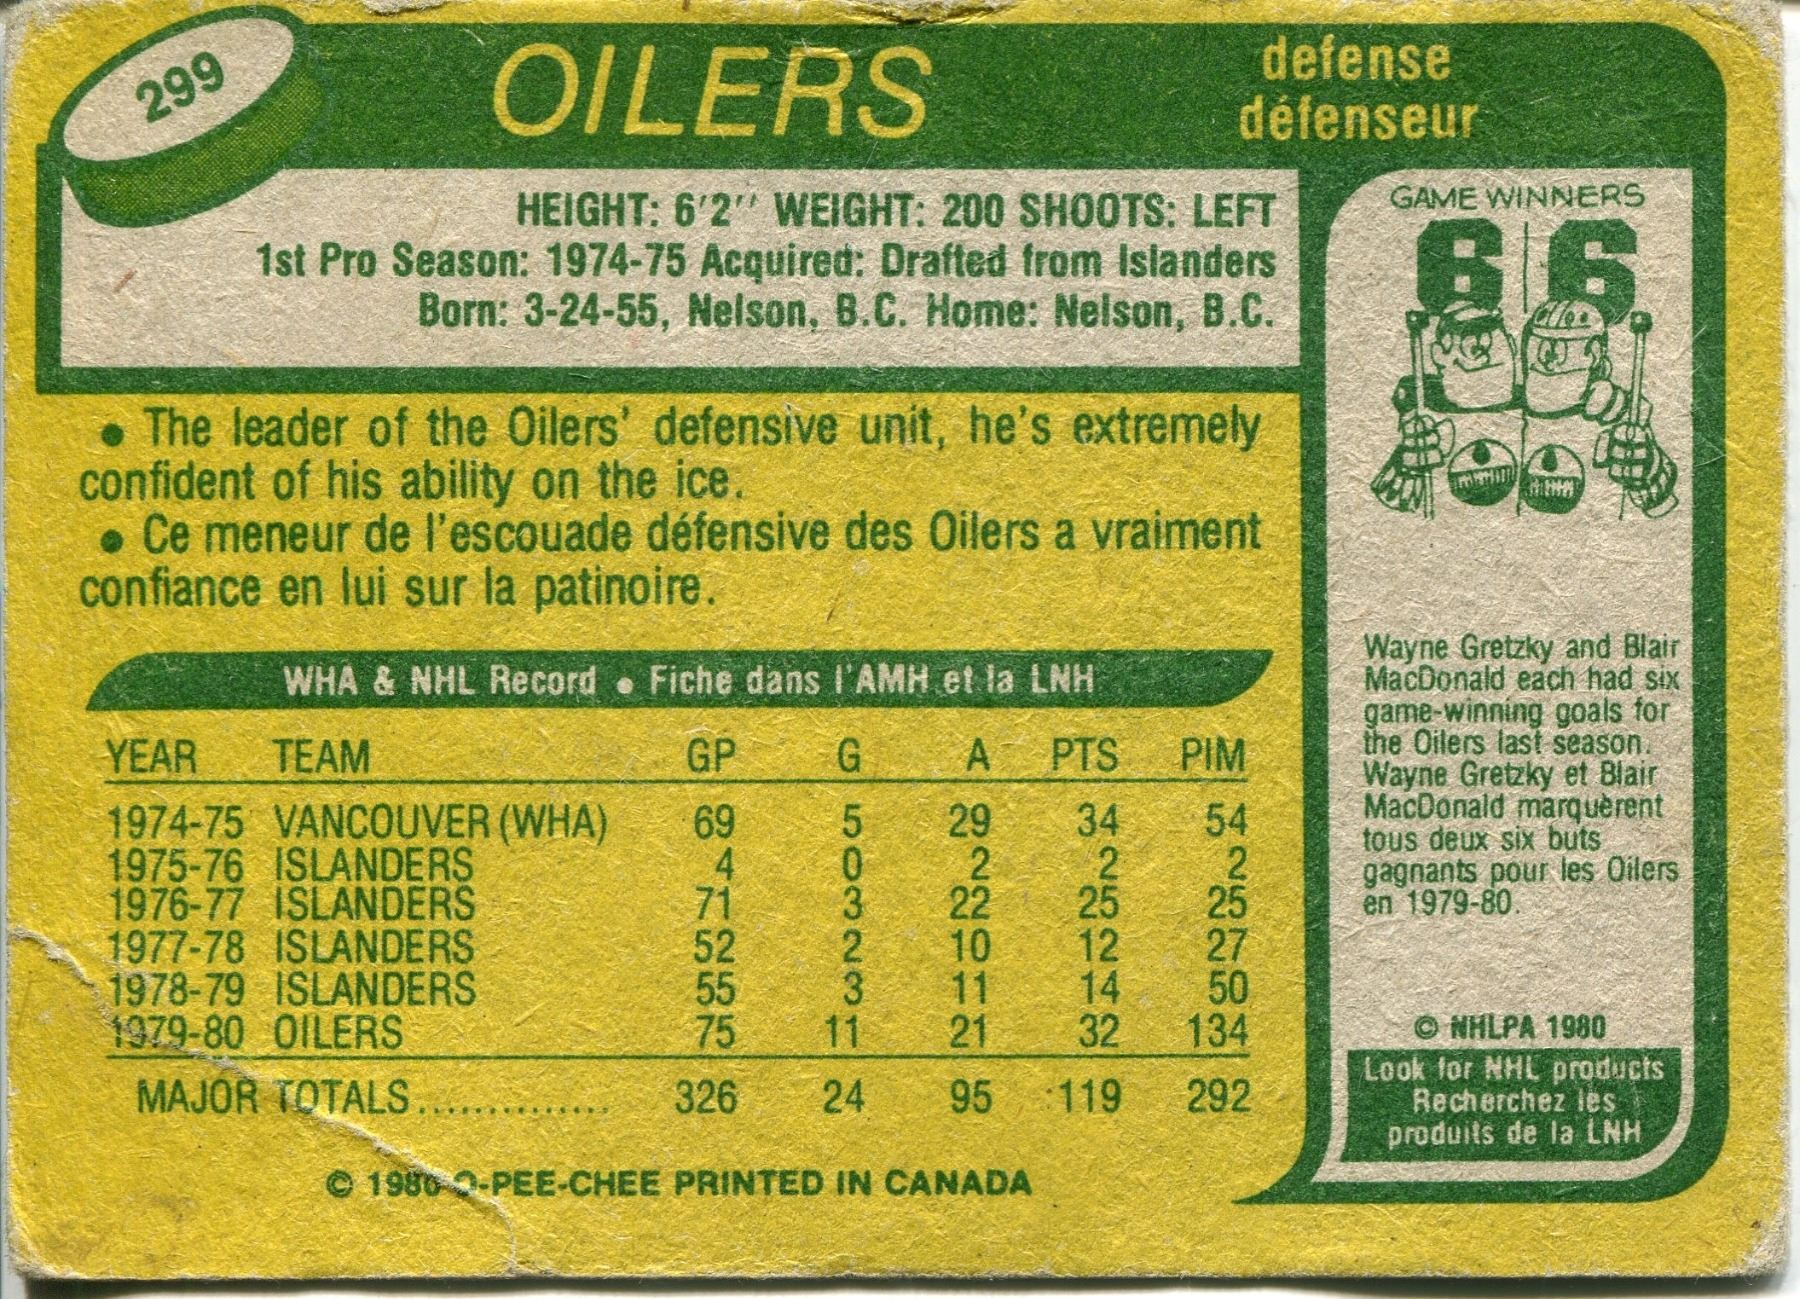 299
OILERS
defense
défenseur
HEIGHT: 6'2'' WEIGHT: 200 SHOOTS: LEFT
1st Pro Season: 1974-75 Acquired: Drafted from Islanders
Born: 3-24-55, Nelson, B.C. Home: Nelson, B.C.
• The leader of the Oilers' defensive unit, he's extremely
confident of his ability on the ice.
• Ce meneur de l'escouade défensive des Oilers a vraiment
confiance en lui sur la patinoire.
WHA & NHL Record • Fiche dans l'AMH et la LNH
YEAR TEAM GP G A PTS PIM
1974-75 VANCOUVER (WHA) 69 5 29 34 54
1975-76 ISLANDERS 4 0 2 2 2
1976-77 ISLANDERS 71 3 22 25 25
1977-78 ISLANDERS 52 2 10 12 27
1978-79 ISLANDERS 55 3 11 14 50
1979-80 OILERS 75 11 21 32 134
MAJOR TOTALS.............. 326 24 95 119 292
© 1980 O-PEE-CHEE PRINTED IN CANADA
GAME WINNERS
6 6
Wayne Gretzky and Blair
MacDonald each had six
game-winning goals for
the Oilers last season.
Wayne Gretzky et Blair
MacDonald marquèrent
tous deux six buts
gagnants pour les Oilers
en 1979-80.
© NHLPA 1980
Look for NHL products
Recherchez les
produits de la LNH